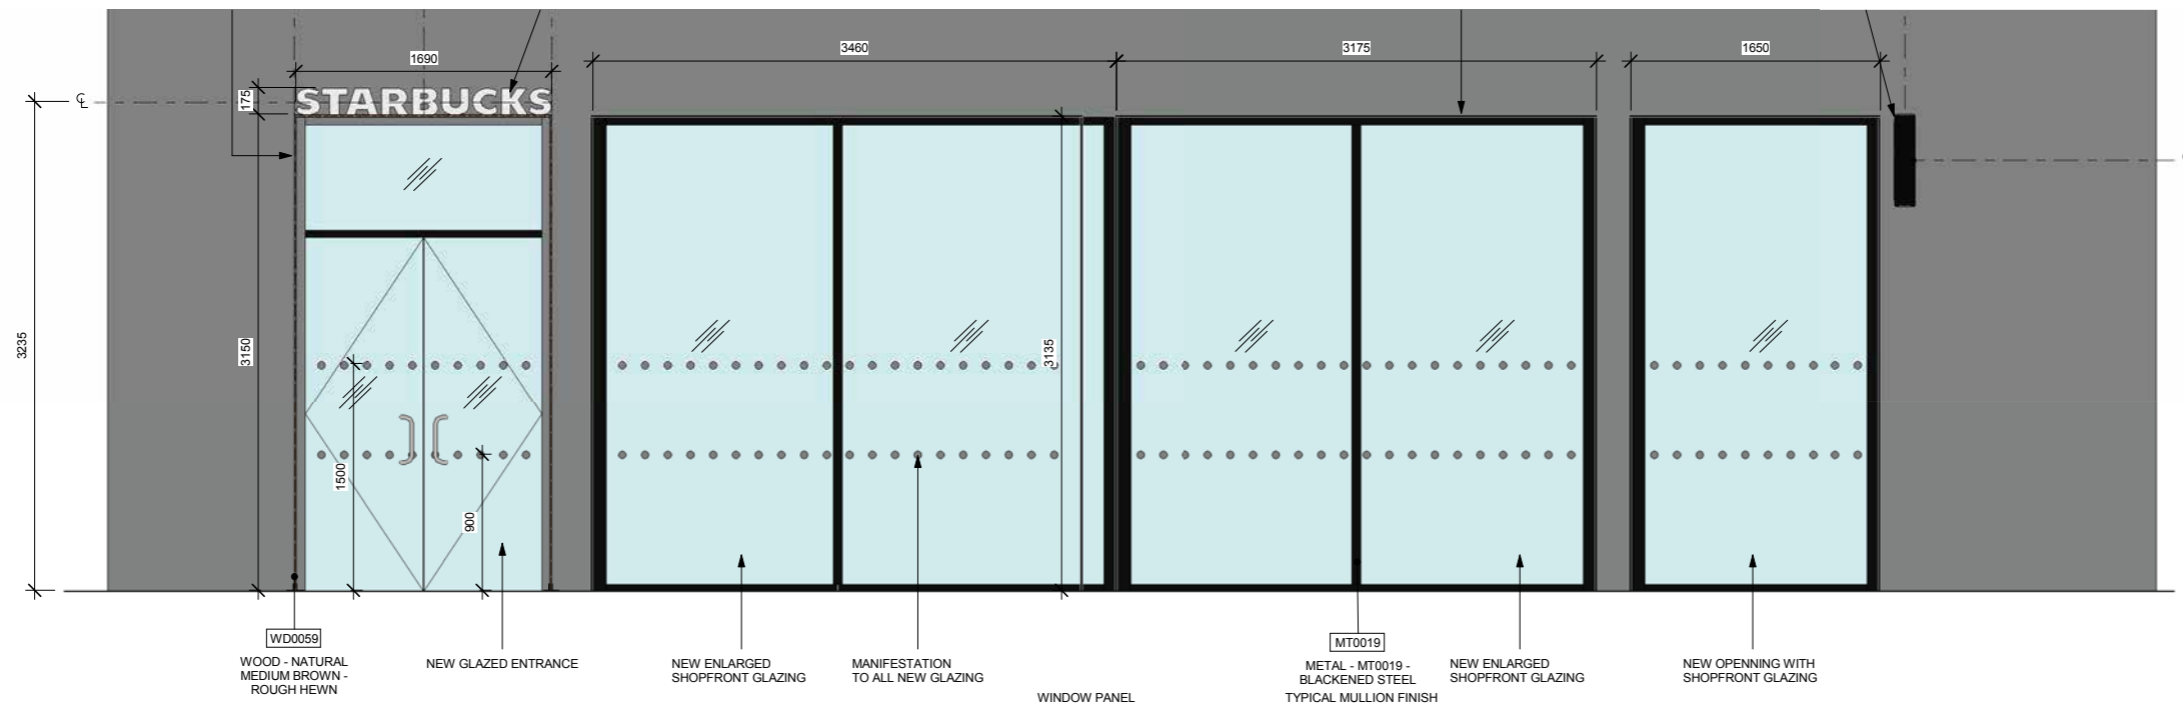 3460
3175
1650
1690
175
STARBUCKS
℄
3235
3150
3135
1500
900
WD0059
WOOD - NATURAL
MEDIUM BROWN -
ROUGH HEWN
NEW GLAZED ENTRANCE
NEW ENLARGED
SHOPFRONT GLAZING
MANIFESTATION
TO ALL NEW GLAZING
WINDOW PANEL
MT0019
METAL - MT0019 -
BLACKENED STEEL
TYPICAL MULLION FINISH
NEW ENLARGED
SHOPFRONT GLAZING
NEW OPENNING WITH
SHOPFRONT GLAZING